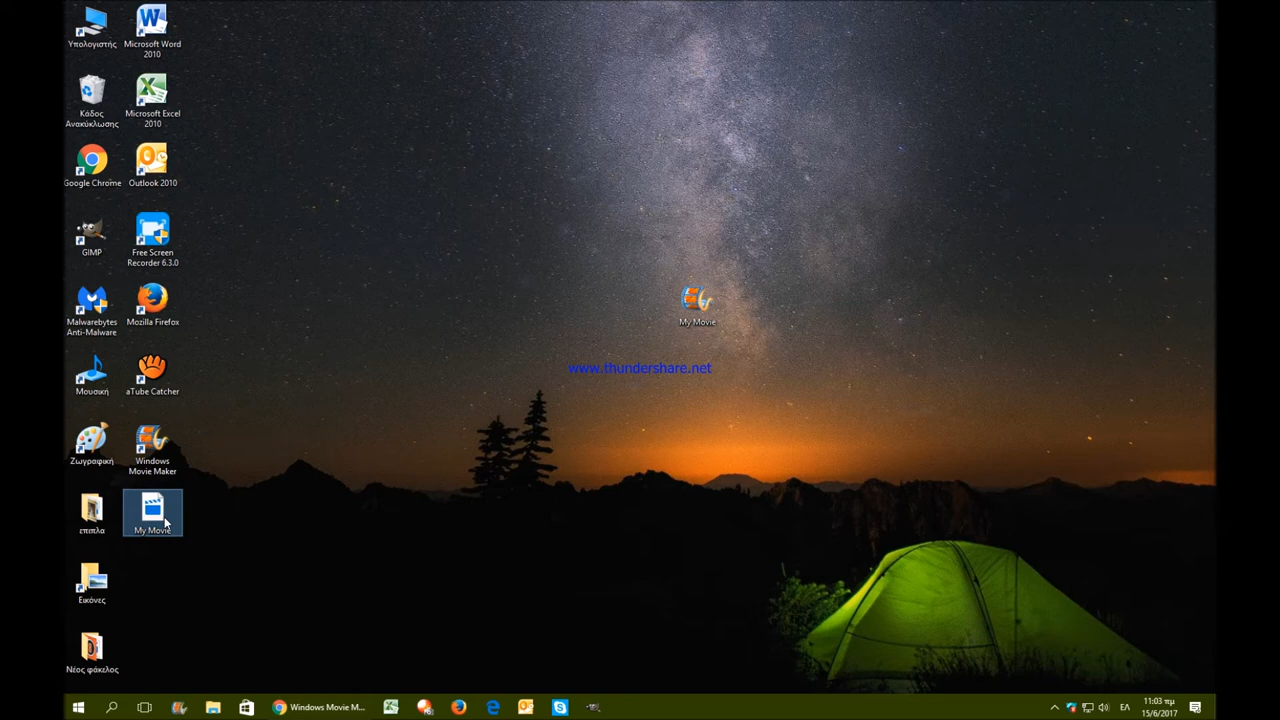 Υπολογιστής
Microsoft Word
2010
Κάδος
Ανακύκλωσης
Microsoft Excel
2010
Google Chrome
Outlook 2010
GIMP
Free Screen
Recorder 6.3.0
Malwarebytes
Anti-Malware
Mozilla Firefox
Μουσική
aTube Catcher
Ζωγραφική
Windows
Movie Maker
επιπλα
My Movie
Εικόνες
Νέος φάκελος
My Movie
www.thundershare.net
Windows Movie M...
ΕΛ
11:03 πμ
15/6/2017